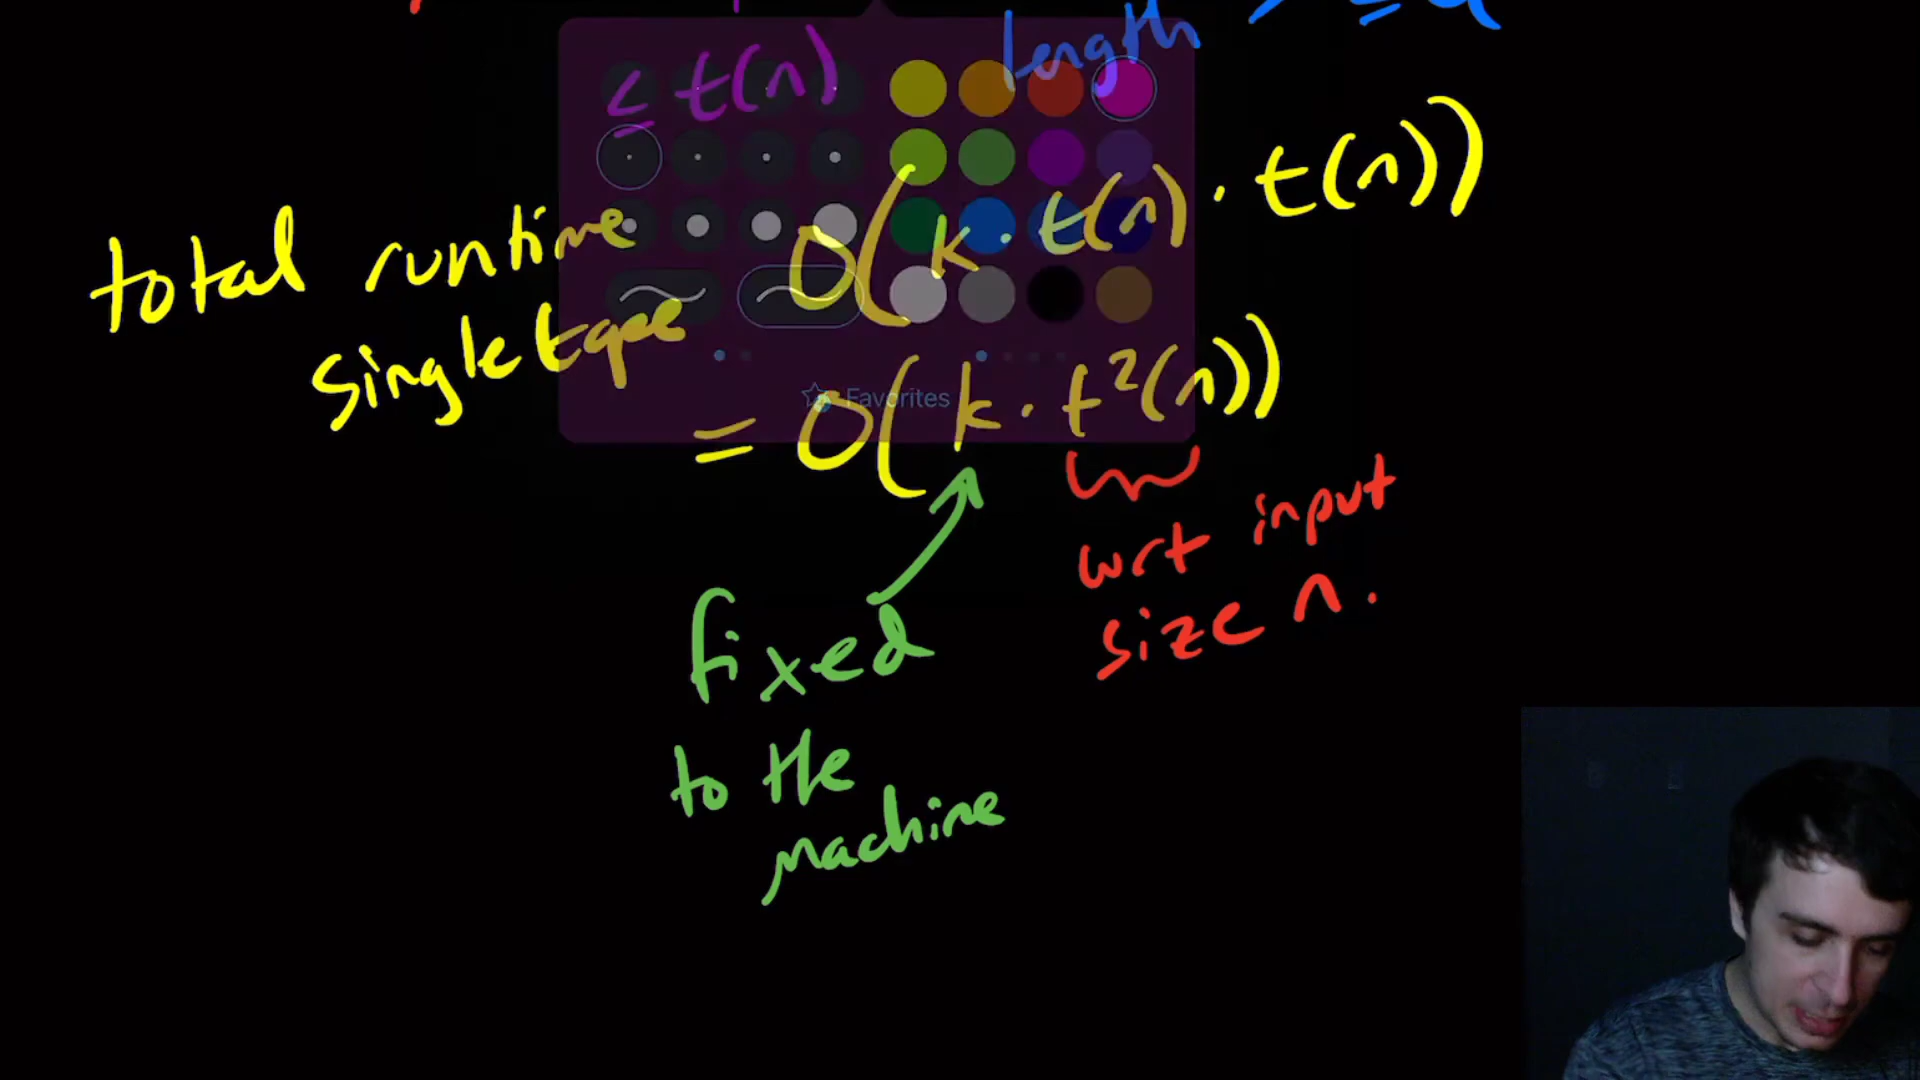 length
≤ t(n)
total runtime
single tape
O(k · t(n) · t(n))
= O(k · t²(n))
Favorites
wrt input
size n.
fixed
to the
machine